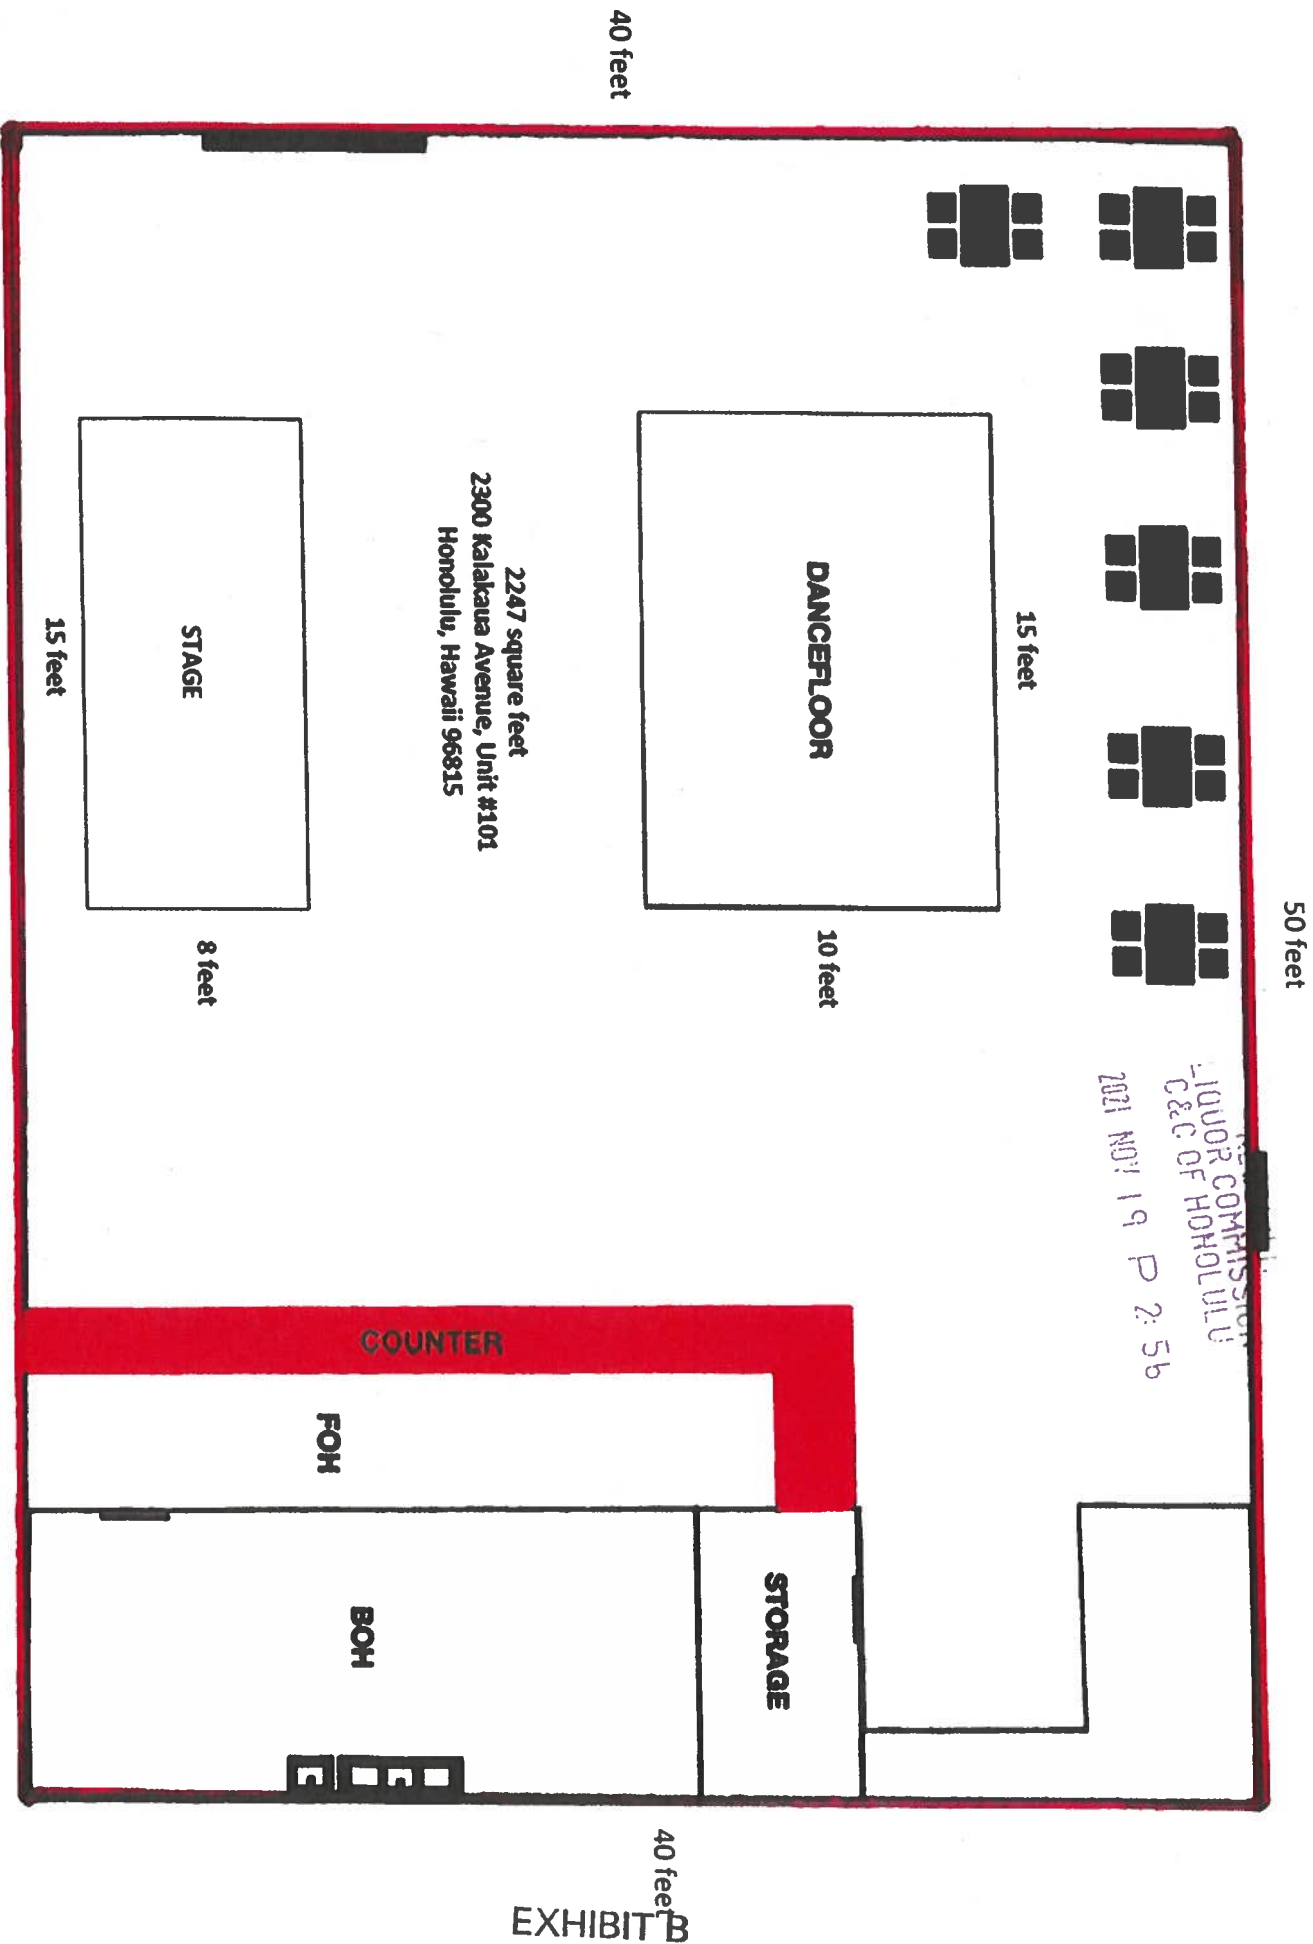 50 feet
LIQUOR COMMISSION
C&C OF HONOLULU
2021 NOV 19 P 2:56
40 feet
15 feet
DANCEFLOOR
10 feet
2247 square feet
2300 Kalakaua Avenue, Unit #101
Honolulu, Hawaii 96815
STAGE
8 feet
15 feet
COUNTER
FOH
STORAGE
BOH
40 feet
EXHIBIT B